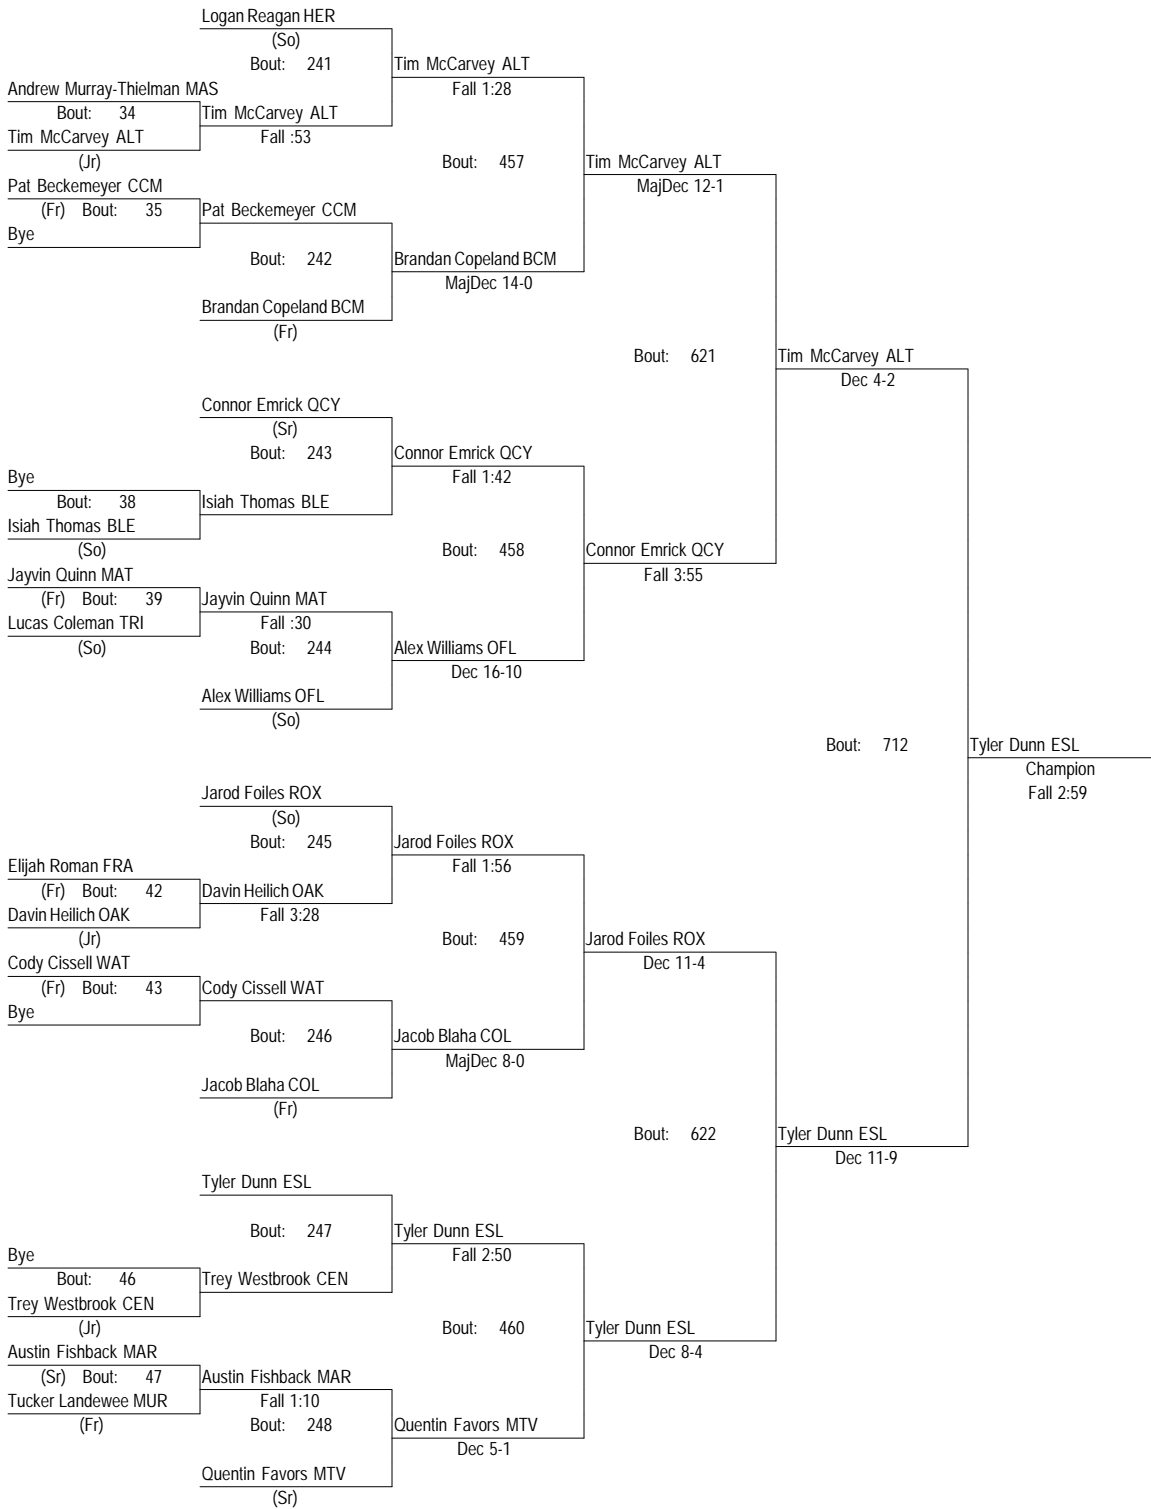 Logan Reagan HER
(So)
Bout: 241
Tim McCarvey ALT
Fall 1:28
Andrew Murray-Thielman MAS
Bout: 34
Tim McCarvey ALT
Tim McCarvey ALT
Fall :53
(Jr)
Bout: 457
Tim McCarvey ALT
MajDec 12-1
Pat Beckemeyer CCM
(Fr) Bout: 35
Pat Beckemeyer CCM
Bye
Bout: 242
Brandan Copeland BCM
MajDec 14-0
Brandan Copeland BCM
(Fr)
Bout: 621
Tim McCarvey ALT
Dec 4-2
Connor Emrick QCY
(Sr)
Bout: 243
Connor Emrick QCY
Fall 1:42
Bye
Bout: 38
Isiah Thomas BLE
Isiah Thomas BLE
(So)
Bout: 458
Connor Emrick QCY
Fall 3:55
Jayvin Quinn MAT
(Fr) Bout: 39
Jayvin Quinn MAT
Lucas Coleman TRI
Fall :30
(So)
Bout: 244
Alex Williams OFL
Dec 16-10
Alex Williams OFL
(So)
Bout: 712
Tyler Dunn ESL
Champion
Fall 2:59
Jarod Foiles ROX
(So)
Bout: 245
Jarod Foiles ROX
Fall 1:56
Elijah Roman FRA
(Fr) Bout: 42
Davin Heilich OAK
Davin Heilich OAK
Fall 3:28
(Jr)
Bout: 459
Jarod Foiles ROX
Dec 11-4
Cody Cissell WAT
(Fr) Bout: 43
Cody Cissell WAT
Bye
Bout: 246
Jacob Blaha COL
MajDec 8-0
Jacob Blaha COL
(Fr)
Bout: 622
Tyler Dunn ESL
Dec 11-9
Tyler Dunn ESL
Bout: 247
Tyler Dunn ESL
Fall 2:50
Bye
Bout: 46
Trey Westbrook CEN
Trey Westbrook CEN
(Jr)
Bout: 460
Tyler Dunn ESL
Dec 8-4
Austin Fishback MAR
(Sr) Bout: 47
Austin Fishback MAR
Tucker Landewee MUR
Fall 1:10
(Fr)
Bout: 248
Quentin Favors MTV
Dec 5-1
Quentin Favors MTV
(Sr)